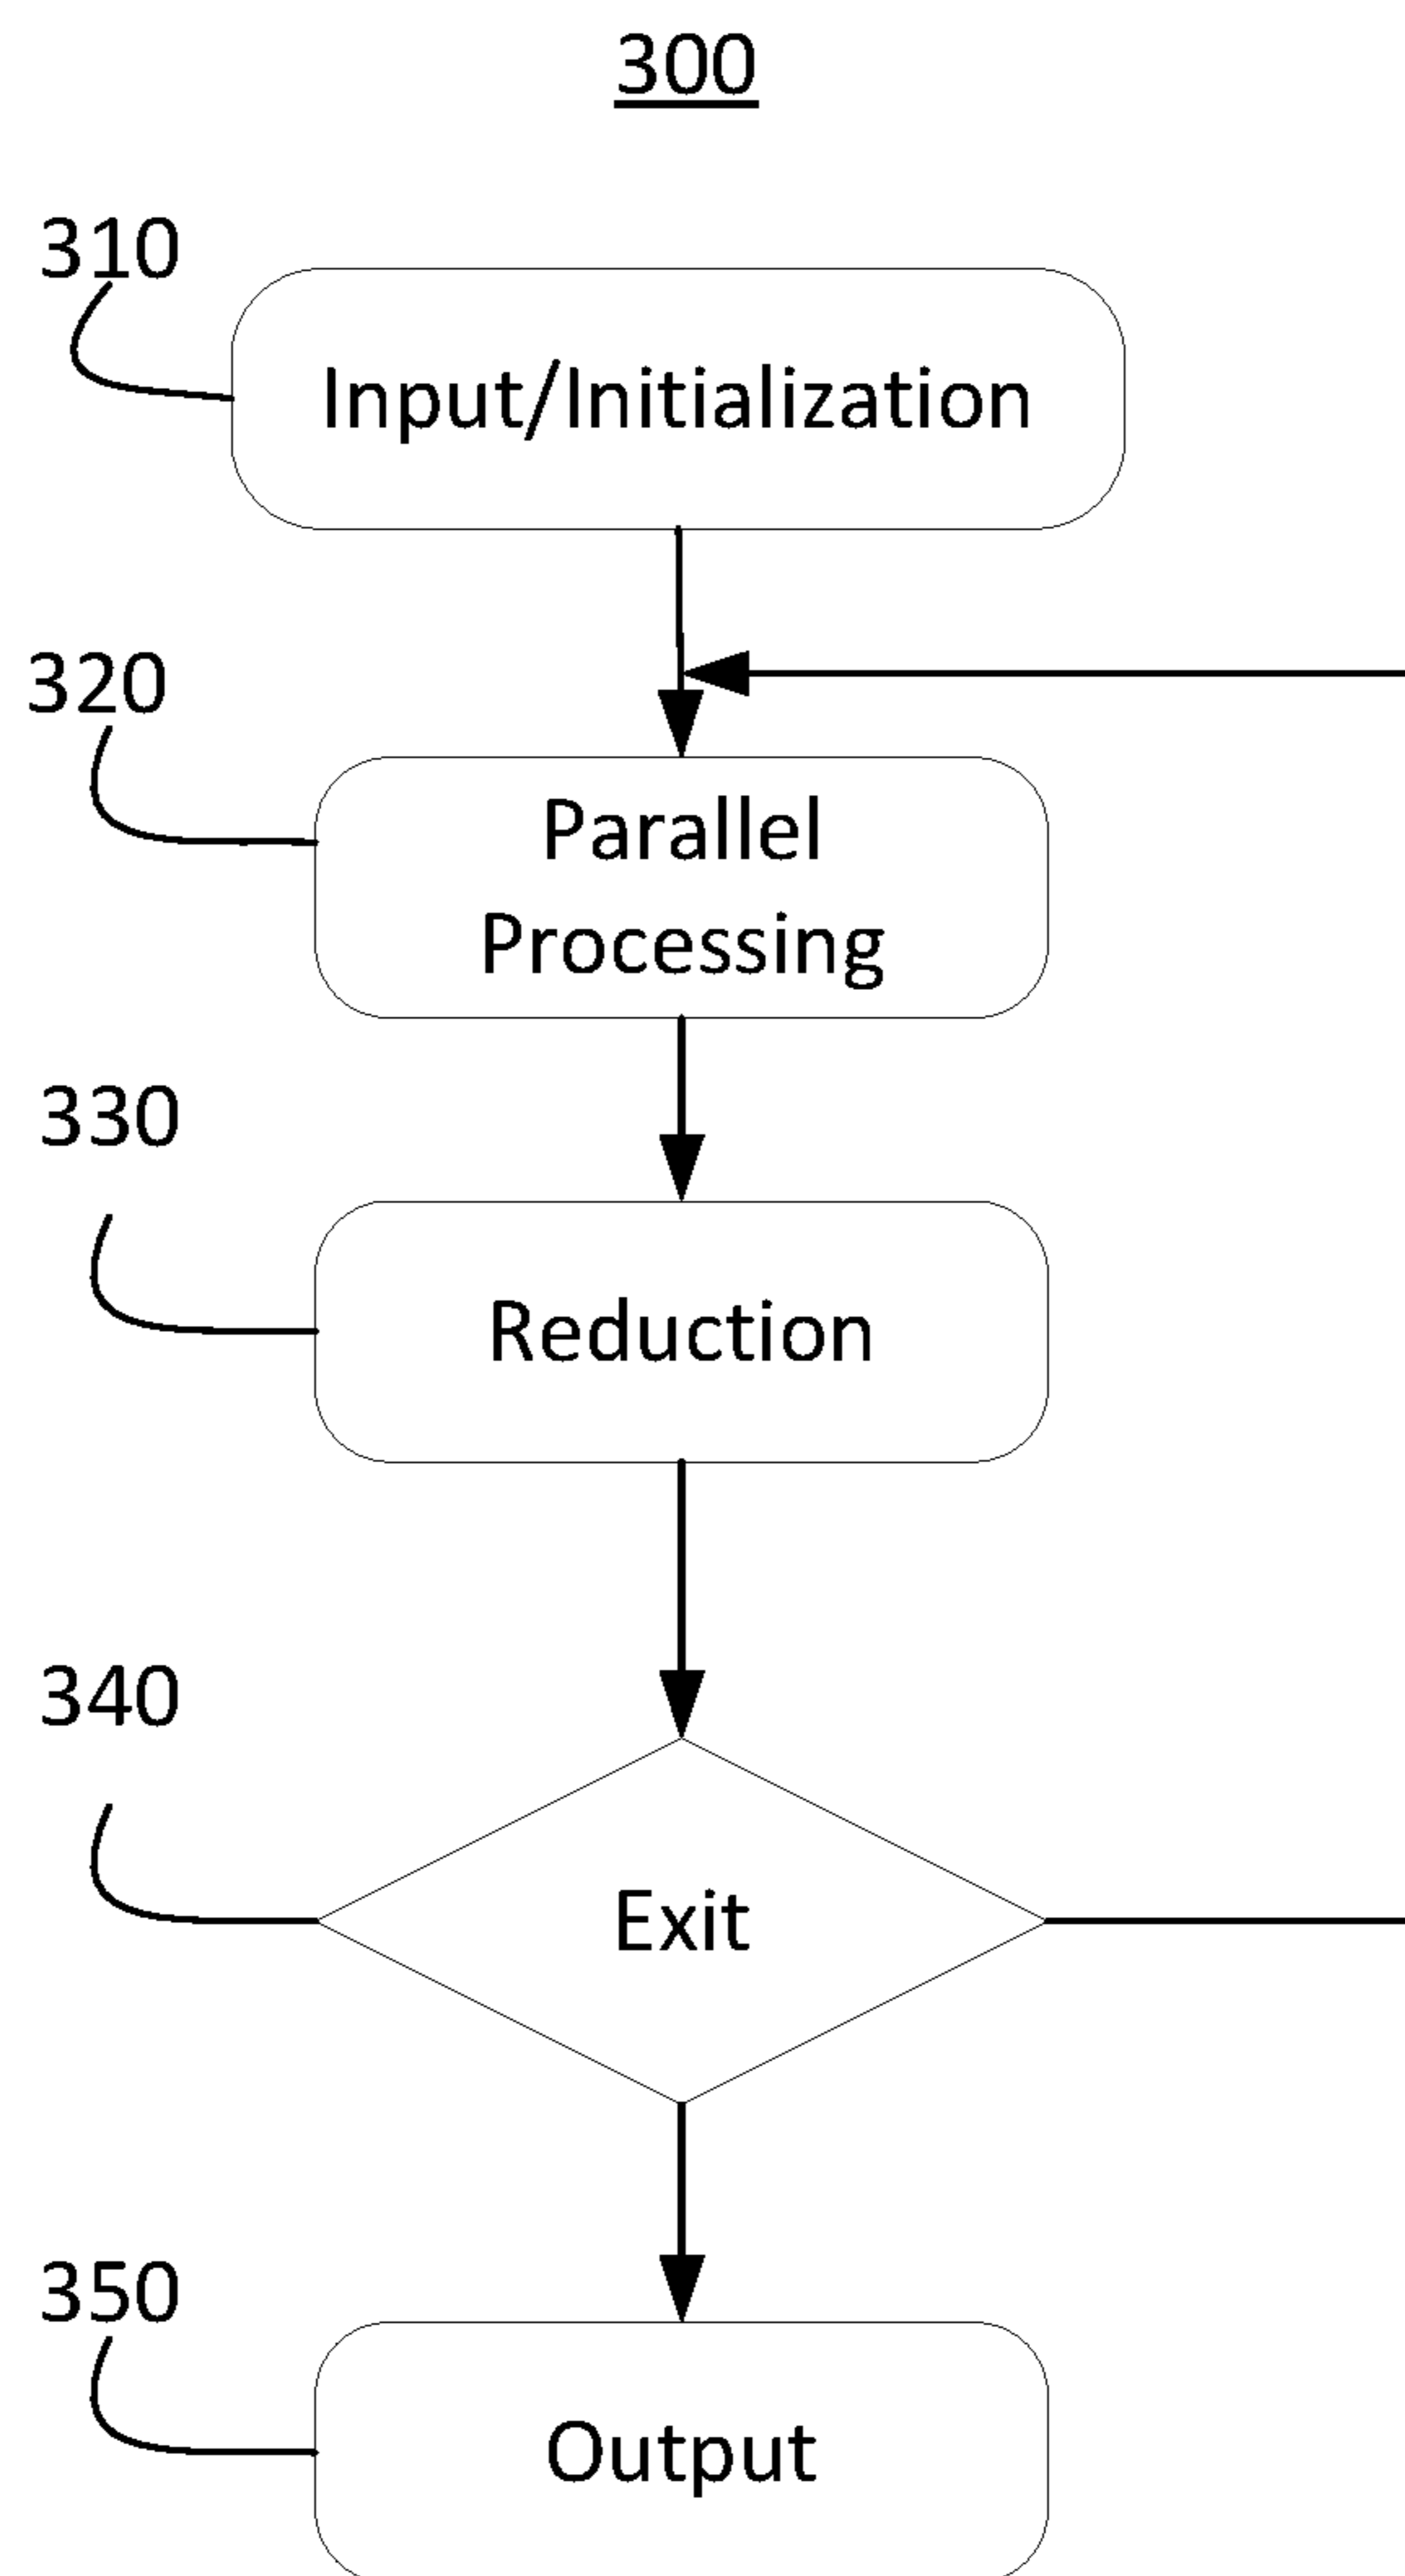 300
310
Input/Initialization
320
Parallel
Processing
330
Reduction
340
Exit
350
Output